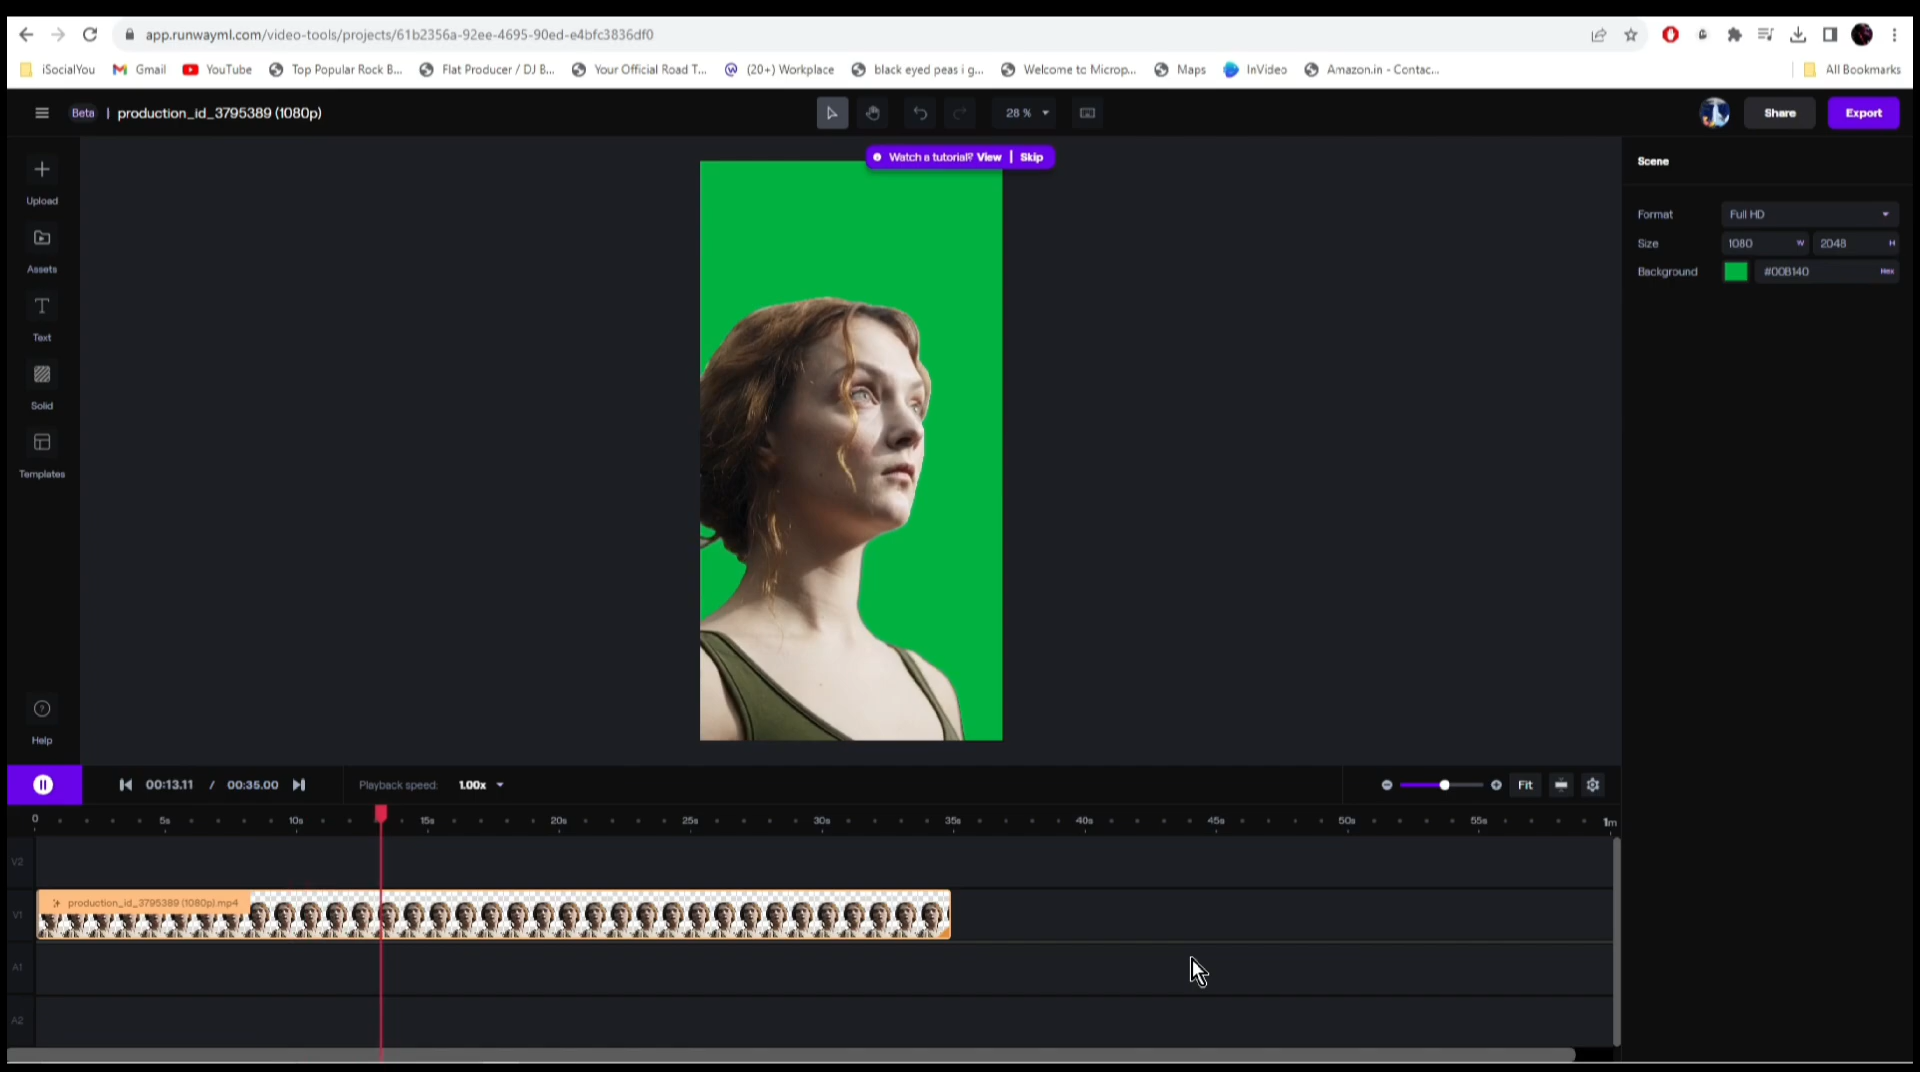 app.runwayml.com/video-tools/projects/61b2356a-92ee-4695-90ed-e4bfc3836df0
iSocialYou Gmail YouTube Top Popular Rock B... Flat Producer / DJ B... Your Official Road T... (20+) Workplace black eyed peas i g... Welcome to Microp... Maps InVideo Amazon.in - Contac... All Bookmarks
Beta | production_id_3795389 (1080p) 28 % Share Export
Watch a tutorial? View | Skip
Scene
Upload
Format Full HD
Size 1080 W 2048 H
Assets
Background #00B140 Hex
Text
Solid
Templates
Help
00:13.11 / 00:35.00 Playback speed: 1.00x Fit
0 5s 10s 15s 20s 25s 30s 35s 40s 45s 50s 55s 1m
V2
production_id_3795389 (1080p).mp4
V1
A1
A2